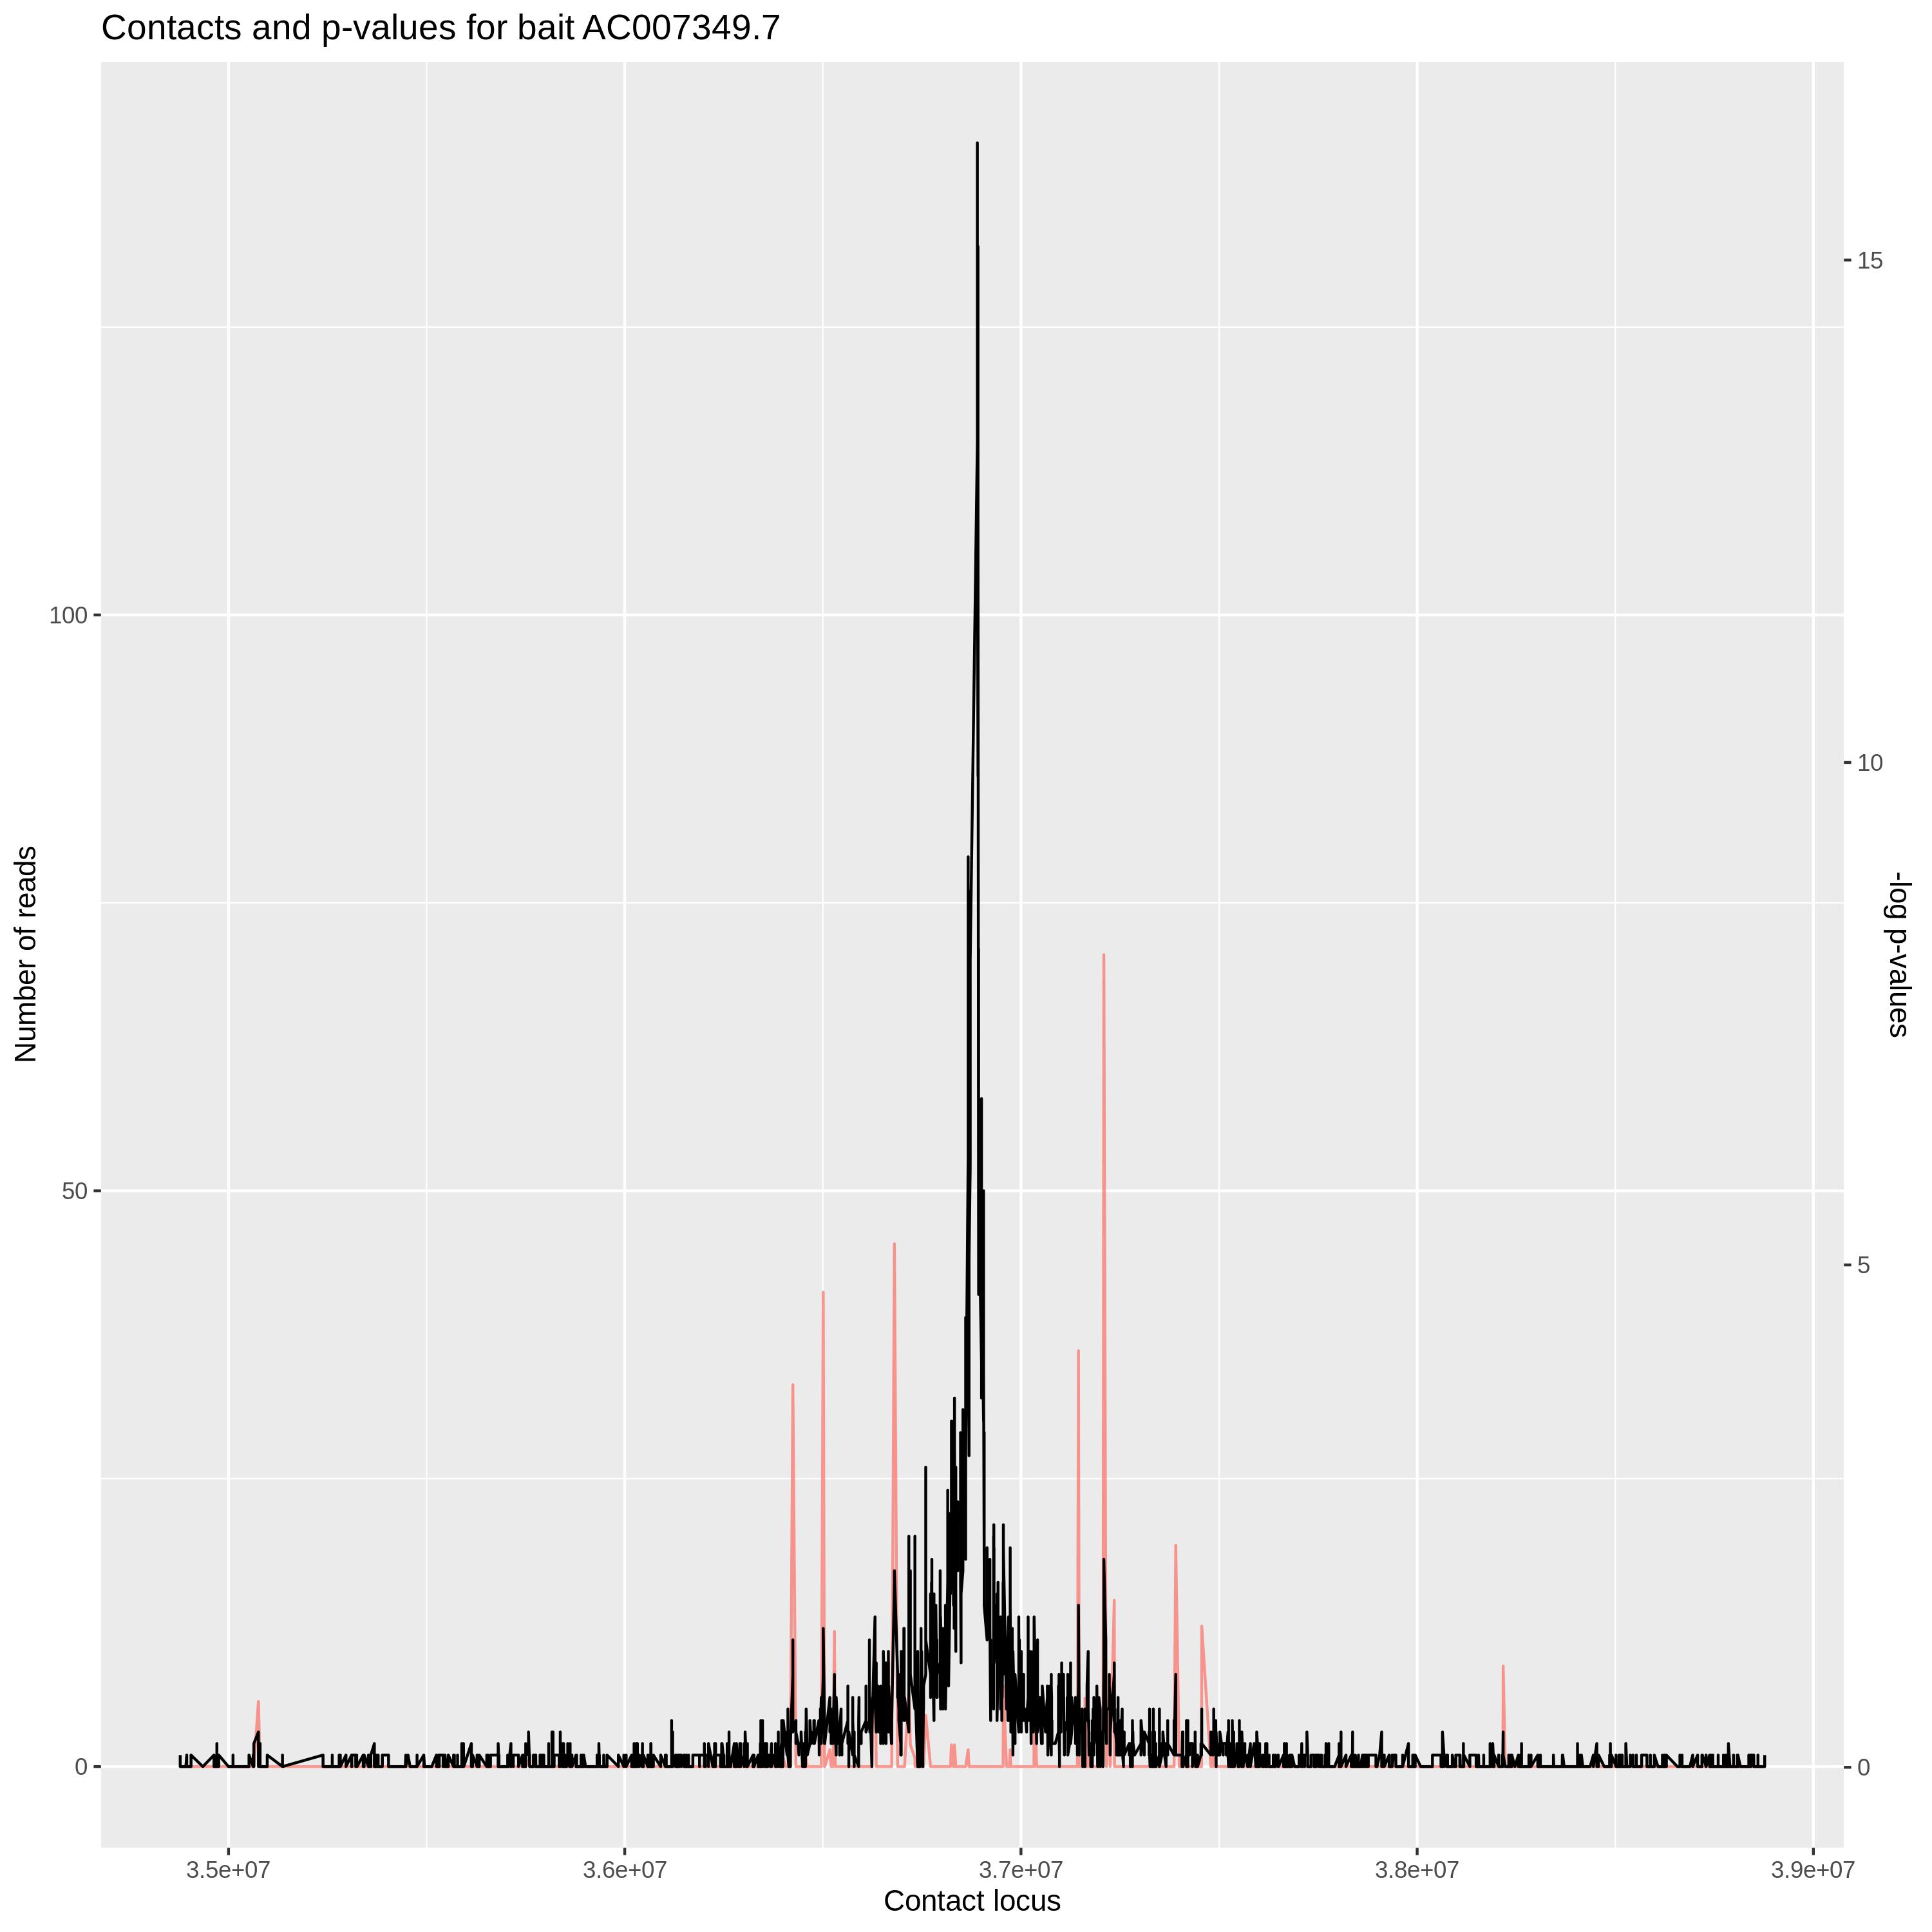 Contacts and p-values for bait AC007349.7
Number of reads
100
50
0
15
10
5
0
-log p-values
3.5e+07
3.6e+07
3.7e+07
3.8e+07
3.9e+07
Contact locus